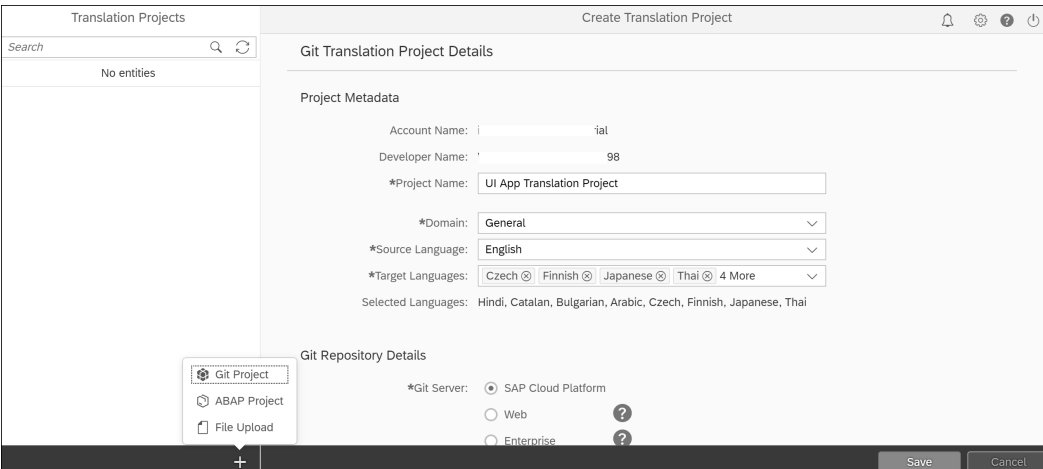 Translation Projects
Create Translation Project
Search
No entities
Git Translation Project Details
Project Metadata
Account Name: ial
Developer Name: 98
*Project Name: UI App Translation Project
*Domain: General
*Source Language: English
*Target Languages: Czech Finnish Japanese Thai 4 More
Selected Languages: Hindi, Catalan, Bulgarian, Arabic, Czech, Finnish, Japanese, Thai
Git Repository Details
*Git Server: SAP Cloud Platform
Web ?
Enterprise ?
Git Project
ABAP Project
File Upload
+
Save Cancel